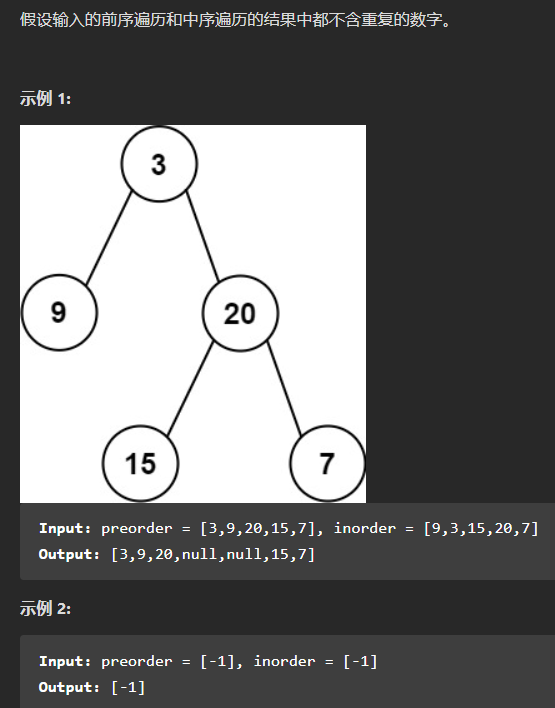 假设输入的前序遍历和中序遍历的结果中都不含重复的数字。
示例 1:
3
9
20
15
7
Input: preorder = [3,9,20,15,7], inorder = [9,3,15,20,7]
Output: [3,9,20,null,null,15,7]
示例 2:
Input: preorder = [-1], inorder = [-1]
Output: [-1]